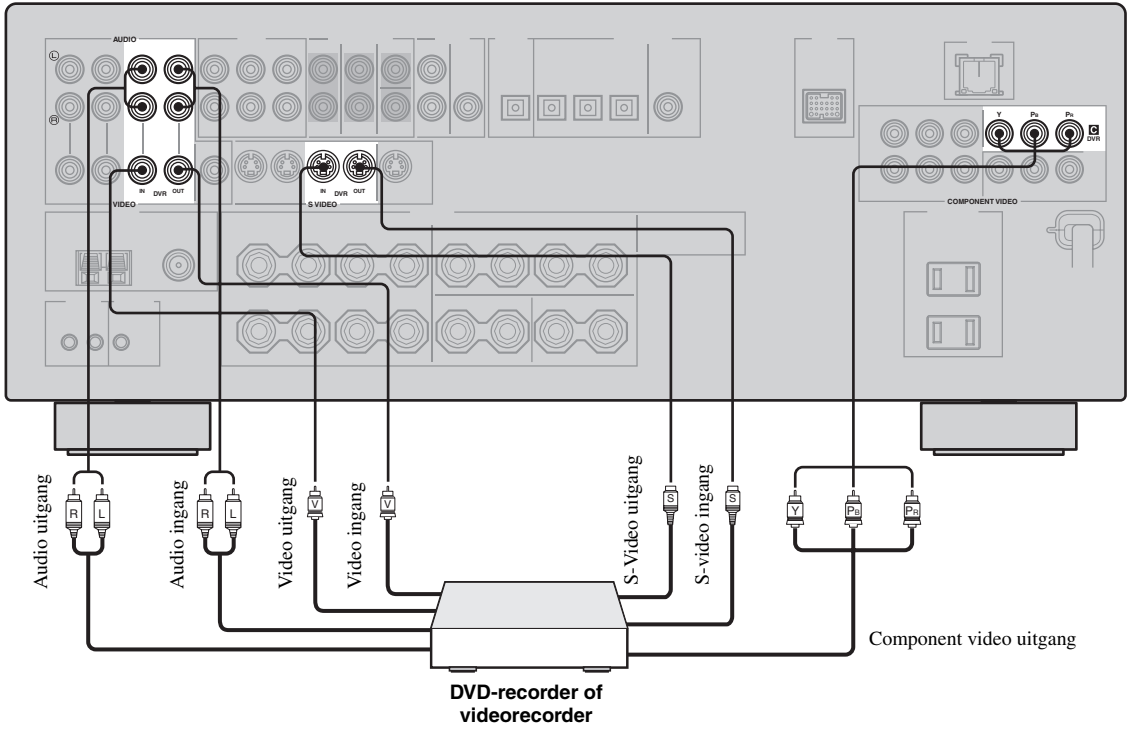 AUDIO
L
R
Y PB PR C DVR
IN DVR OUT
VIDEO
IN DVR OUT
S VIDEO
COMPONENT VIDEO
Audio uitgang
R L
Audio ingang
R L
Video uitgang
V
Video ingang
V
S-Video uitgang
S
S-video ingang
S
Y PB PR
Component video uitgang
DVD-recorder of
videorecorder